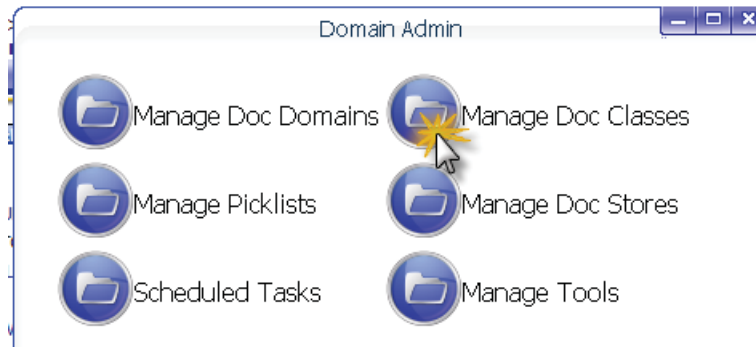 Domain Admin
Manage Doc Domains
Manage Doc Classes
Manage Picklists
Manage Doc Stores
Scheduled Tasks
Manage Tools